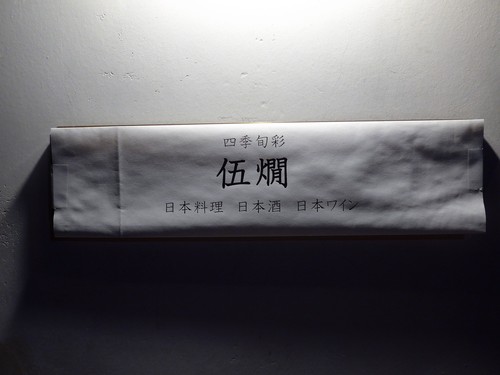 四季旬彩
伍燗
日本料理 日本酒 日本ワイン